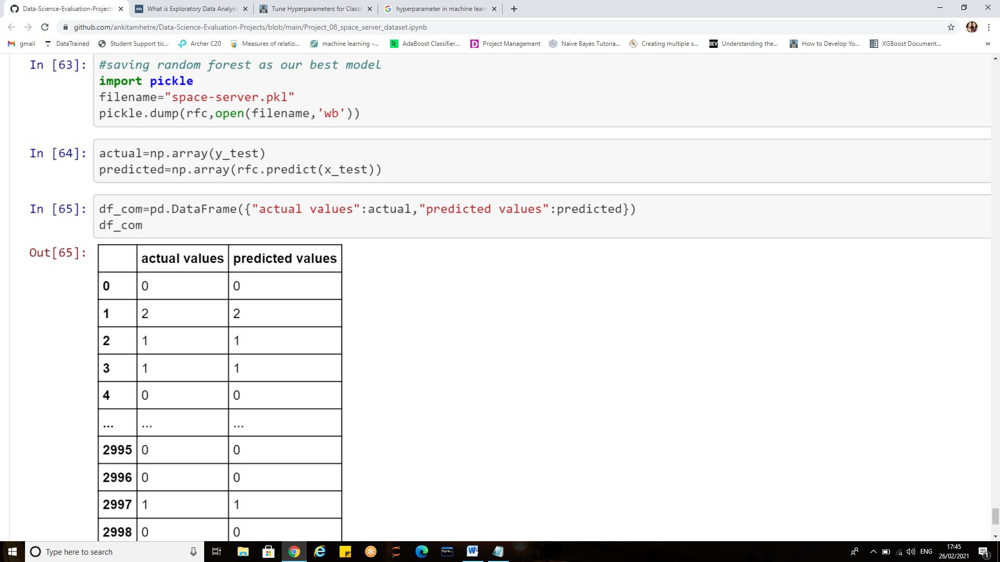 Data-Science-Evaluation-Projects
What is Exploratory Data Analysis
Tune Hyperparameters for Classif
hyperparameter in machine learn
github.com/ankitamhetre/Data-Science-Evaluation-Projects/blob/main/Project_08_space_server_dataset.ipynb
gmail DataTrained Student Support tic... Archer C20 Measures of relatio... machine learning -... AdaBoost Classifier... Project Management Naive Bayes Tutoria... Creating multiple s... DEV Understanding the... How to Develop Yo... XGBoost Document... »
In [63]: #saving random forest as our best model
import pickle
filename="space-server.pkl"
pickle.dump(rfc,open(filename,'wb'))
In [64]: actual=np.array(y_test)
predicted=np.array(rfc.predict(x_test))
In [65]: df_com=pd.DataFrame({"actual values":actual,"predicted values":predicted})
df_com
Out[65]:
actual values predicted values
0 0 0
1 2 2
2 1 1
3 1 1
4 0 0
... ... ...
2995 0 0
2996 0 0
2997 1 1
2998 0 0
Type here to search
ENG
17:45
26/02/2021
1